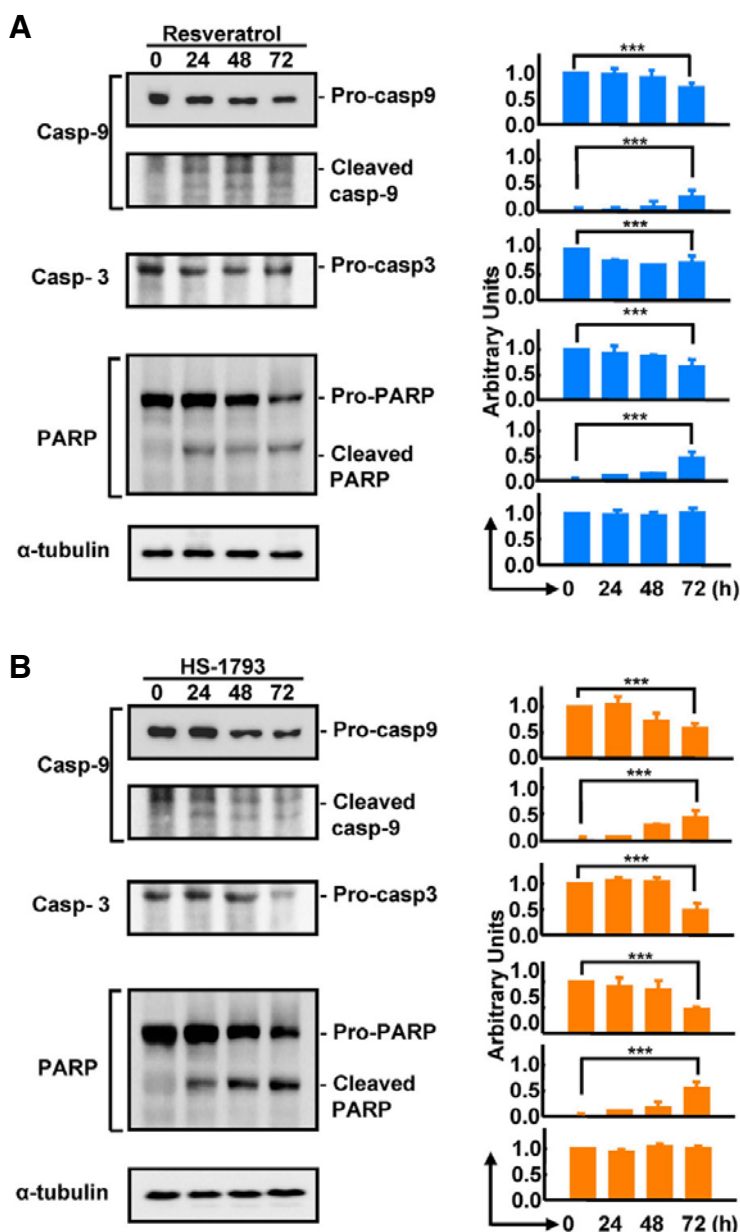 A
Resveratrol
0 24 48 72
Casp-9
- Pro-casp9
- Cleaved
casp-9
Casp- 3
- Pro-casp3
PARP
- Pro-PARP
- Cleaved
PARP
α-tubulin
***
1.0
0.5
0.0
***
1.0
0.5
0.0
***
1.0
0.5
0.0
***
1.0
0.5
0.0
***
1.0
0.5
0.0
1.0
0.5
0.0
Arbitrary Units
0 24 48 72 (h)
B
HS-1793
0 24 48 72
Casp-9
- Pro-casp9
- Cleaved
casp-9
Casp- 3
- Pro-casp3
PARP
- Pro-PARP
- Cleaved
PARP
α-tubulin
***
1.0
0.5
0.0
***
1.0
0.5
0.0
***
1.0
0.5
0.0
***
1.0
0.5
0.0
***
1.0
0.5
0.0
1.0
0.5
0.0
Arbitrary Units
0 24 48 72 (h)